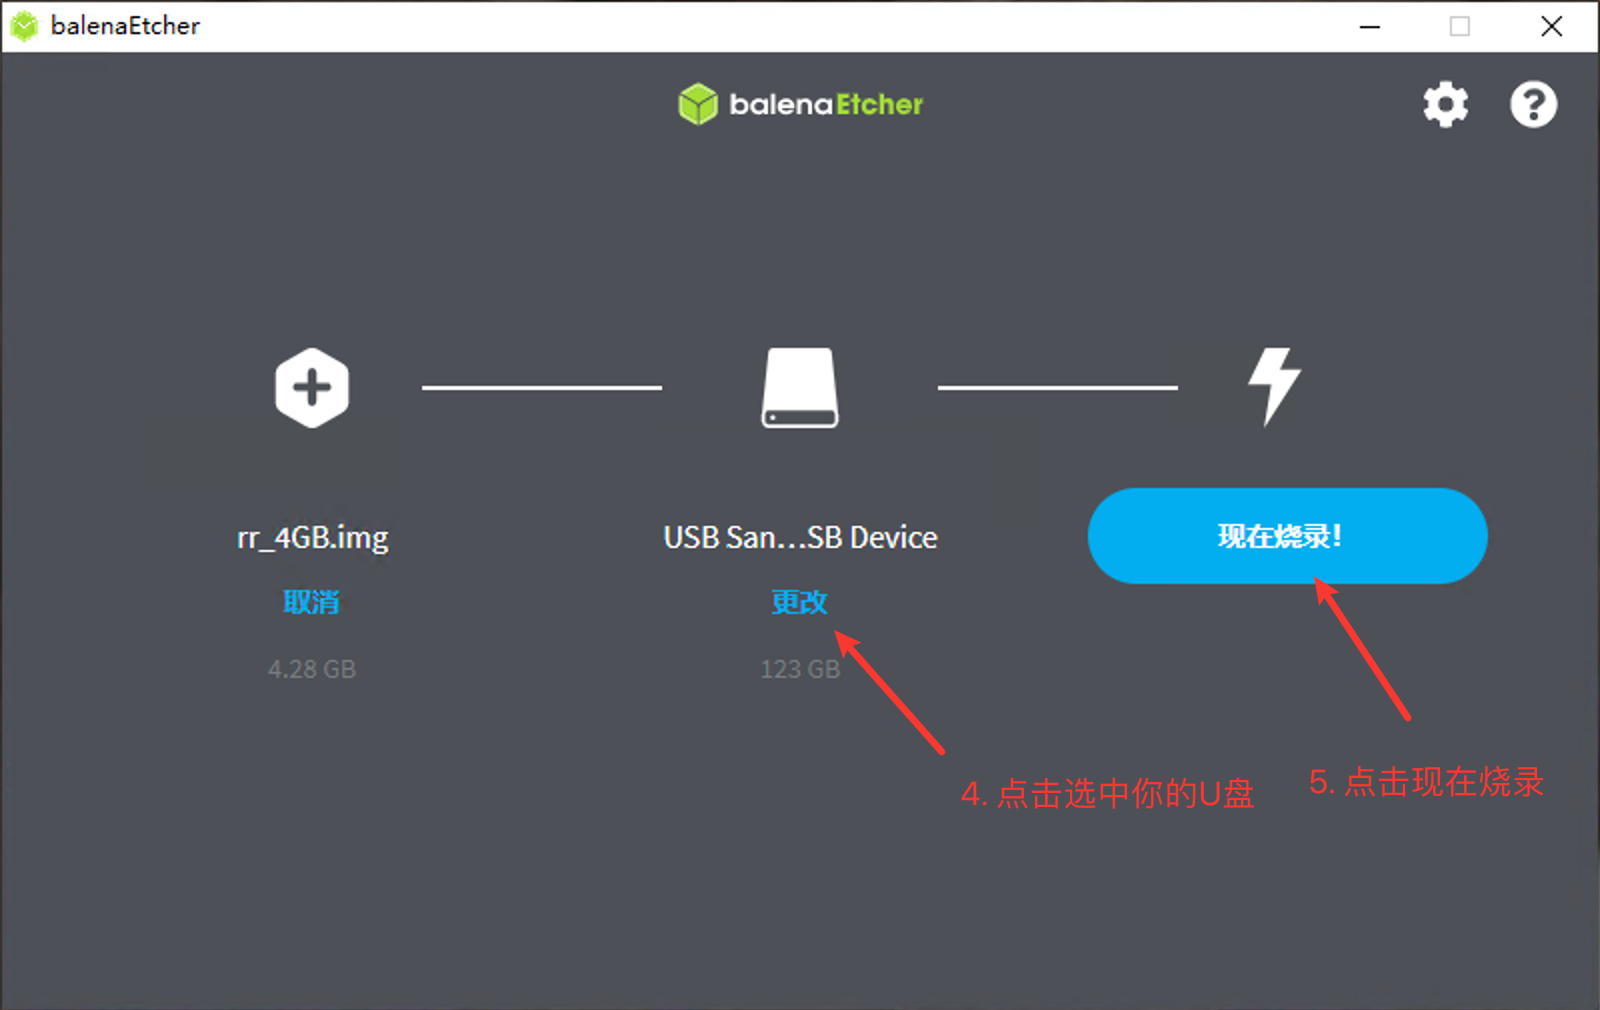 balenaEtcher
balenaEtcher
rr_4GB.img
USB San...SB Device
现在烧录!
取消
更改
4.28 GB
123 GB
4. 点击选中你的U盘
5. 点击现在烧录